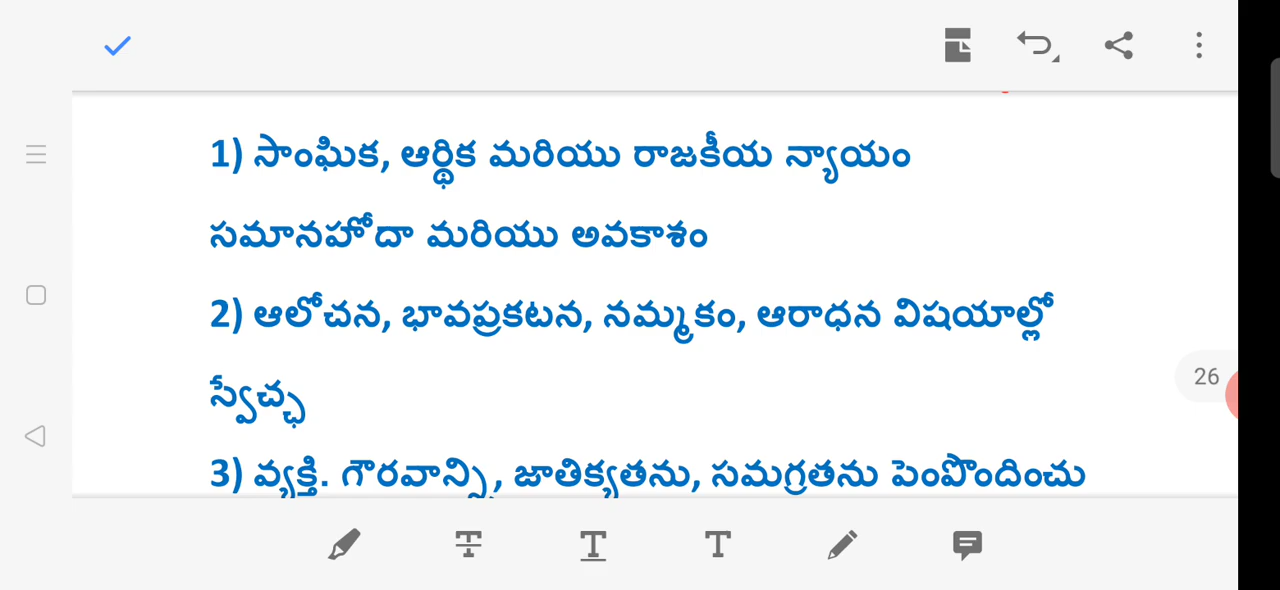 1) సాంఘిక, ఆర్థిక మరియు రాజకీయ న్యాయం
సమానహోదా మరియు అవకాశం
2) ఆలోచన, భావప్రకటన, నమ్మకం, ఆరాధన విషయాల్లో
స్వేచ్ఛ
26
3) వ్యక్తి. గౌరవాన్ని, జాతిక్యతను, సమగ్రతను పెంపొందించు